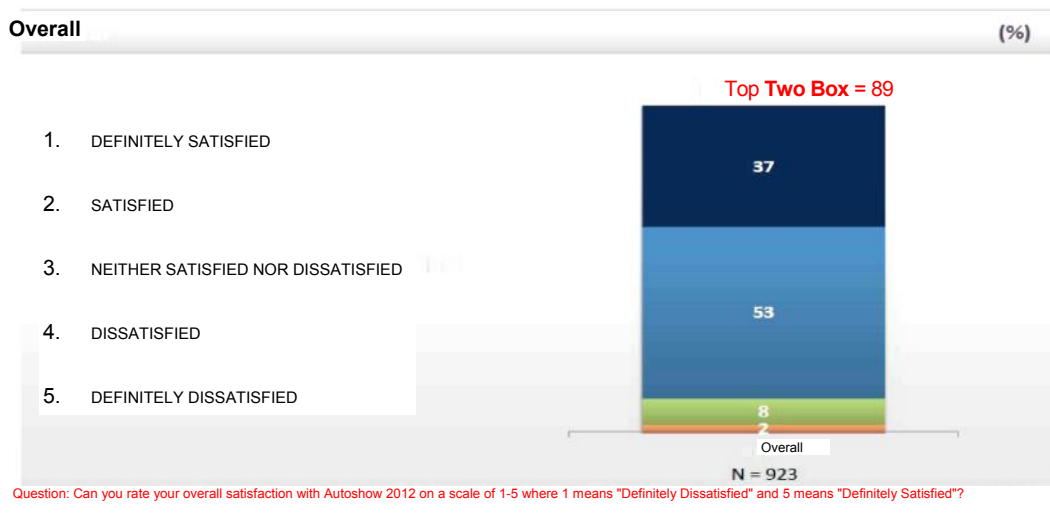 Overall
(%)
Top Two Box = 89
1. DEFINITELY SATISFIED
2. SATISFIED
3. NEITHER SATISFIED NOR DISSATISFIED
4. DISSATISFIED
5. DEFINITELY DISSATISFIED
37
53
8
2
Overall
N = 923
Question: Can you rate your overall satisfaction with Autoshow 2012 on a scale of 1-5 where 1 means "Definitely Dissatisfied" and 5 means "Definitely Satisfied"?